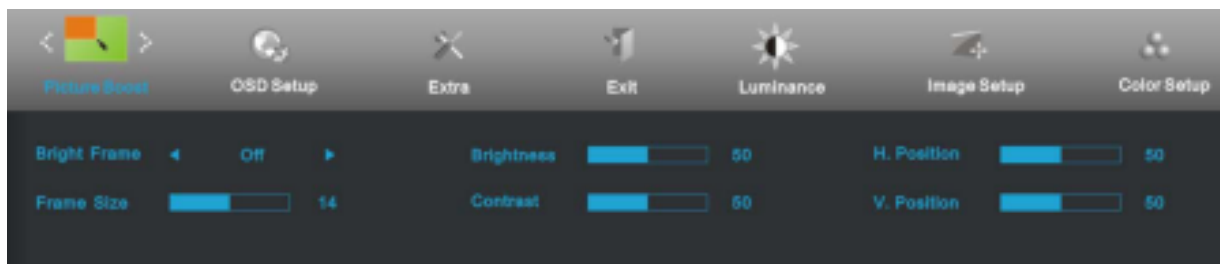 Picture Boost OSD Setup Extra Exit Luminance Image Setup Color Setup
Bright Frame Off Brightness 50 H. Position 50
Frame Size 14 Contrast 50 V. Position 50